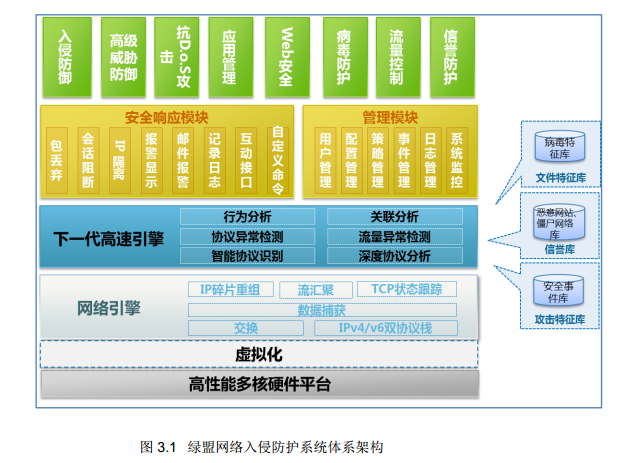 入侵防御
高级威胁防御
抗D.o.S攻击
应用管理
Web安全
病毒防护
流量控制
信誉防护
安全响应模块
包丢弃
会话阻断
IP隔离
报警显示
邮件报警
记录日志
互动接口
自定义命令
管理模块
用户管理
配置管理
策略管理
事件管理
日志管理
系统监控
下一代高速引擎
行为分析
关联分析
协议异常检测
流量异常检测
智能协议识别
深度协议分析
网络引擎
IP碎片重组
流汇聚
TCP状态跟踪
数据捕获
交换
IPv4/v6双协议栈
虚拟化
高性能多核硬件平台
病毒特
征库
文件特征库
恶意网站、
僵尸网络
库
信誉库
安全事
件库
攻击特征库
图 3.1 绿盟网络入侵防护系统体系架构